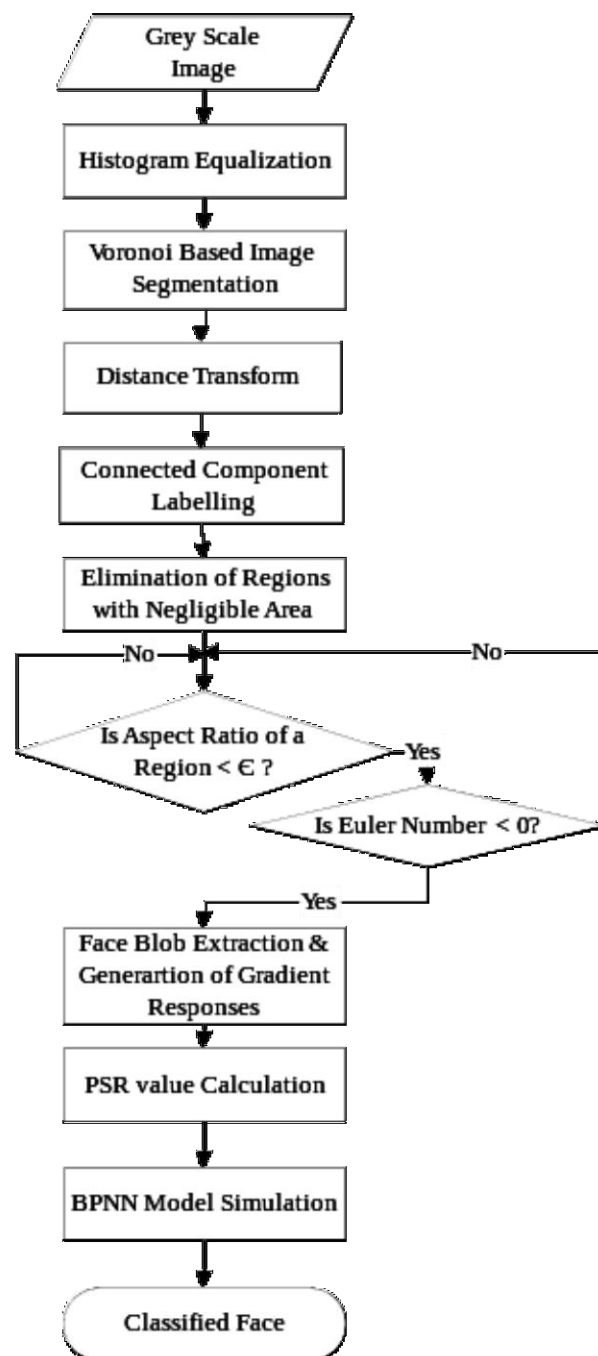 Grey Scale
Image
Histogram Equalization
Voronoi Based Image
Segmentation
Distance Transform
Connected Component
Labelling
Elimination of Regions
with Negligible Area
No
No
Is Aspect Ratio of a
Region < Є ?
Yes
Is Euler Number < 0?
Yes
Face Blob Extraction &
Generartion of Gradient
Responses
PSR value Calculation
BPNN Model Simulation
Classified Face